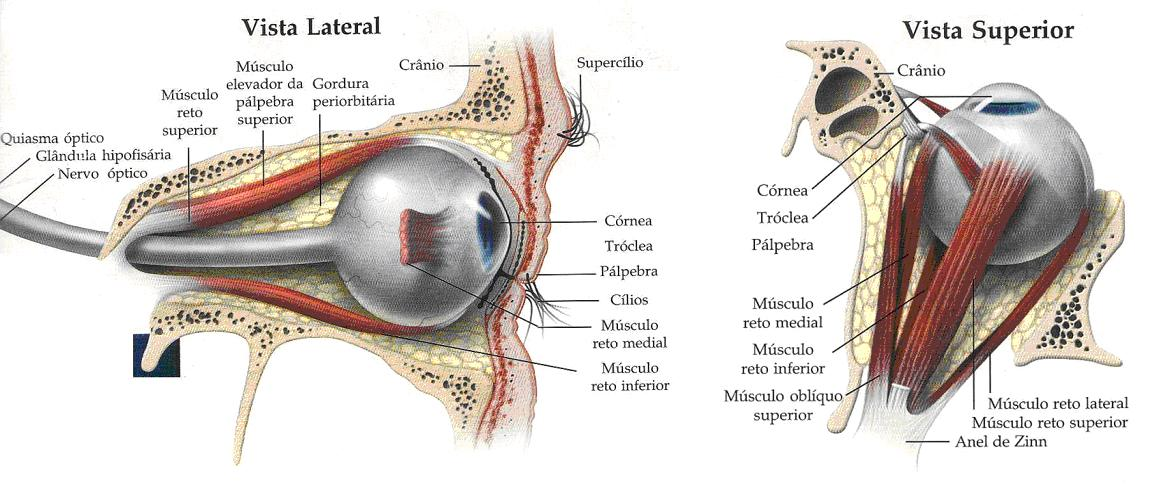 Vista Lateral
Músculo
elevador da
pálpebra
superior
Gordura
periorbitária
Crânio
Supercílio
Músculo
reto
superior
Quiasma óptico
Glândula hipofisária
Nervo óptico
Córnea
Tróclea
Pálpebra
Cílios
Músculo
reto medial
Músculo
reto inferior
Vista Superior
Crânio
Córnea
Tróclea
Pálpebra
Músculo
reto medial
Músculo
reto inferior
Músculo oblíquo
superior
Músculo reto lateral
Músculo reto superior
Anel de Zinn